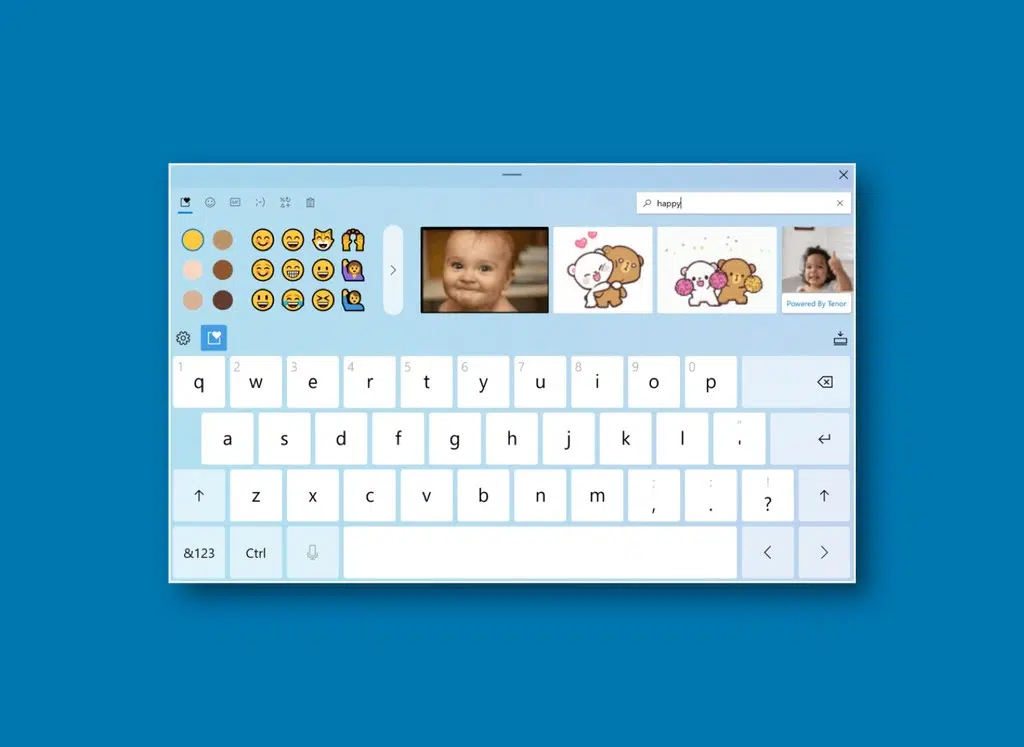 happy
Powered By Tenor
1 2 3 4 5 6 7 8 9 0
q w e r t y u i o p
a s d f g h j k l '
"
z x c v b n m , . ?
; : !
&123 Ctrl